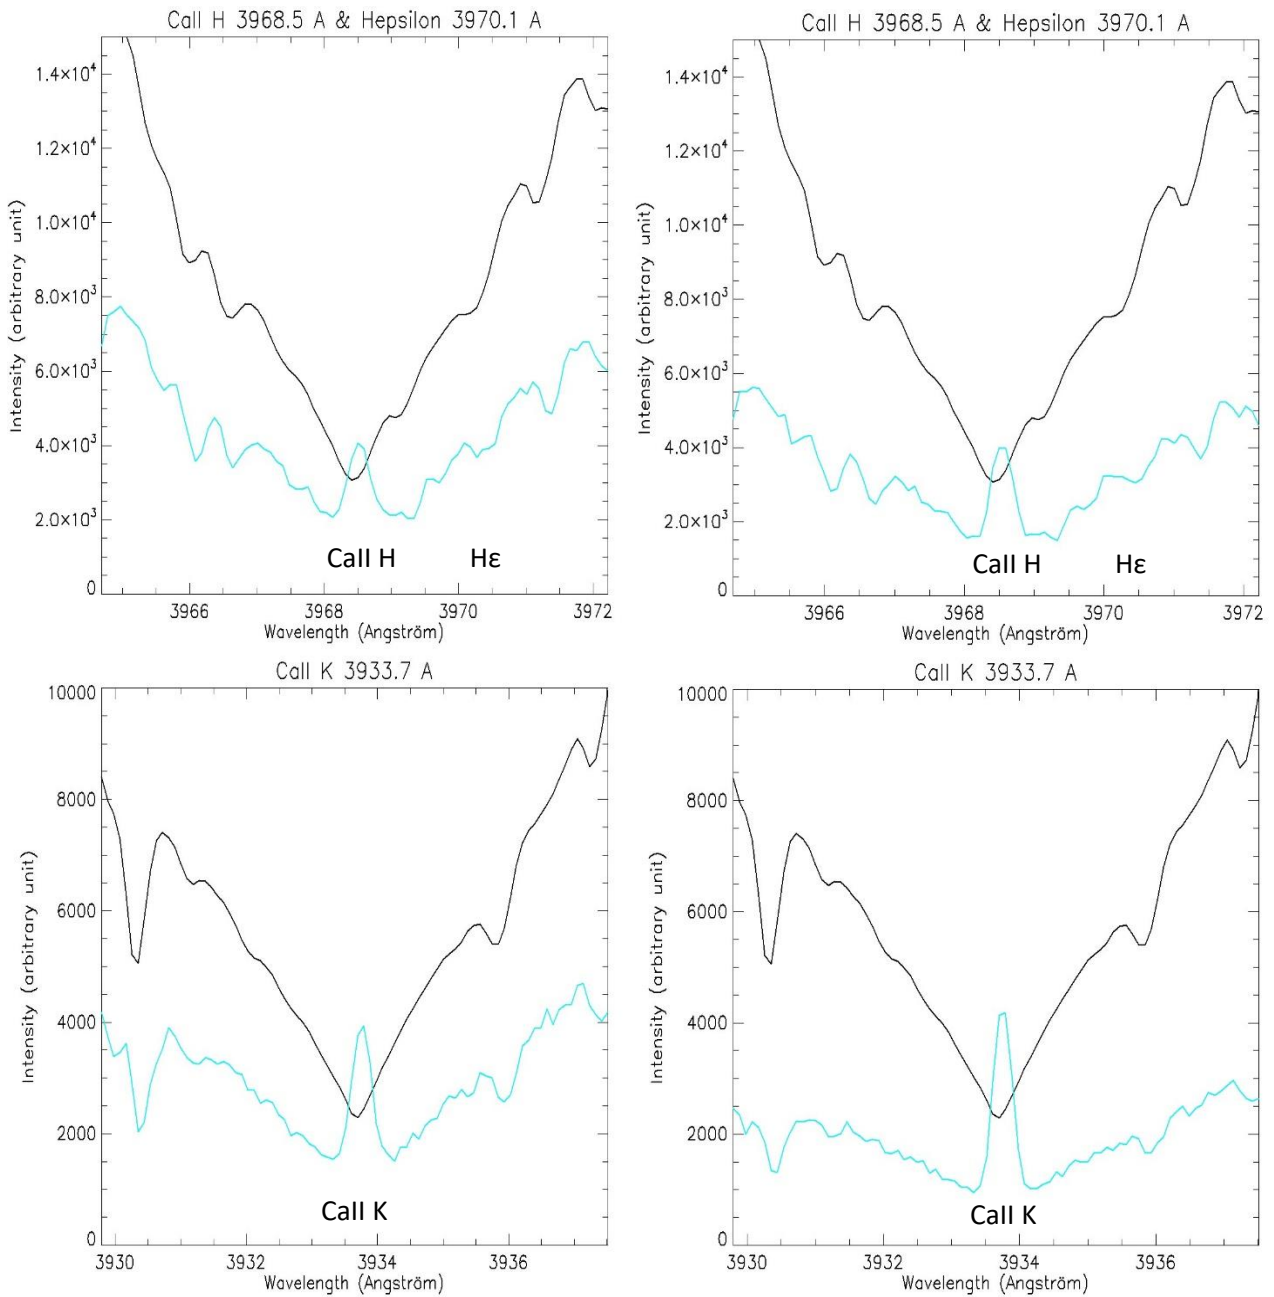 CaII H 3968.5 A & Hepsilon 3970.1 A
Intensity (arbitrary unit)
1.4×10⁴
1.2×10⁴
1.0×10⁴
8.0×10³
6.0×10³
4.0×10³
2.0×10³
0
CaII H Hε
3966 3968 3970 3972
Wavelength (Angström)
CaII H 3968.5 A & Hepsilon 3970.1 A
Intensity (arbitrary unit)
1.4×10⁴
1.2×10⁴
1.0×10⁴
8.0×10³
6.0×10³
4.0×10³
2.0×10³
0
CaII H Hε
3966 3968 3970 3972
Wavelength (Angström)
CaII K 3933.7 A
Intensity (arbitrary unit)
10000
8000
6000
4000
2000
0
CaII K
3930 3932 3934 3936
Wavelength (Angström)
CaII K 3933.7 A
Intensity (arbitrary unit)
10000
8000
6000
4000
2000
0
CaII K
3930 3932 3934 3936
Wavelength (Angström)